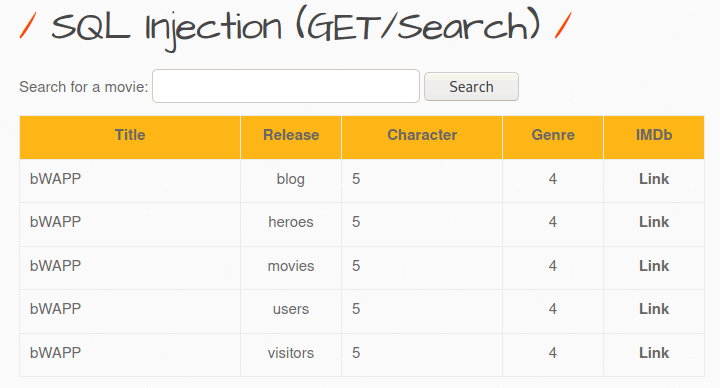 / SQL Injection (GET/Search) /
Search for a movie: Search
Title Release Character Genre IMDb
bWAPP blog 5 4 Link
bWAPP heroes 5 4 Link
bWAPP movies 5 4 Link
bWAPP users 5 4 Link
bWAPP visitors 5 4 Link